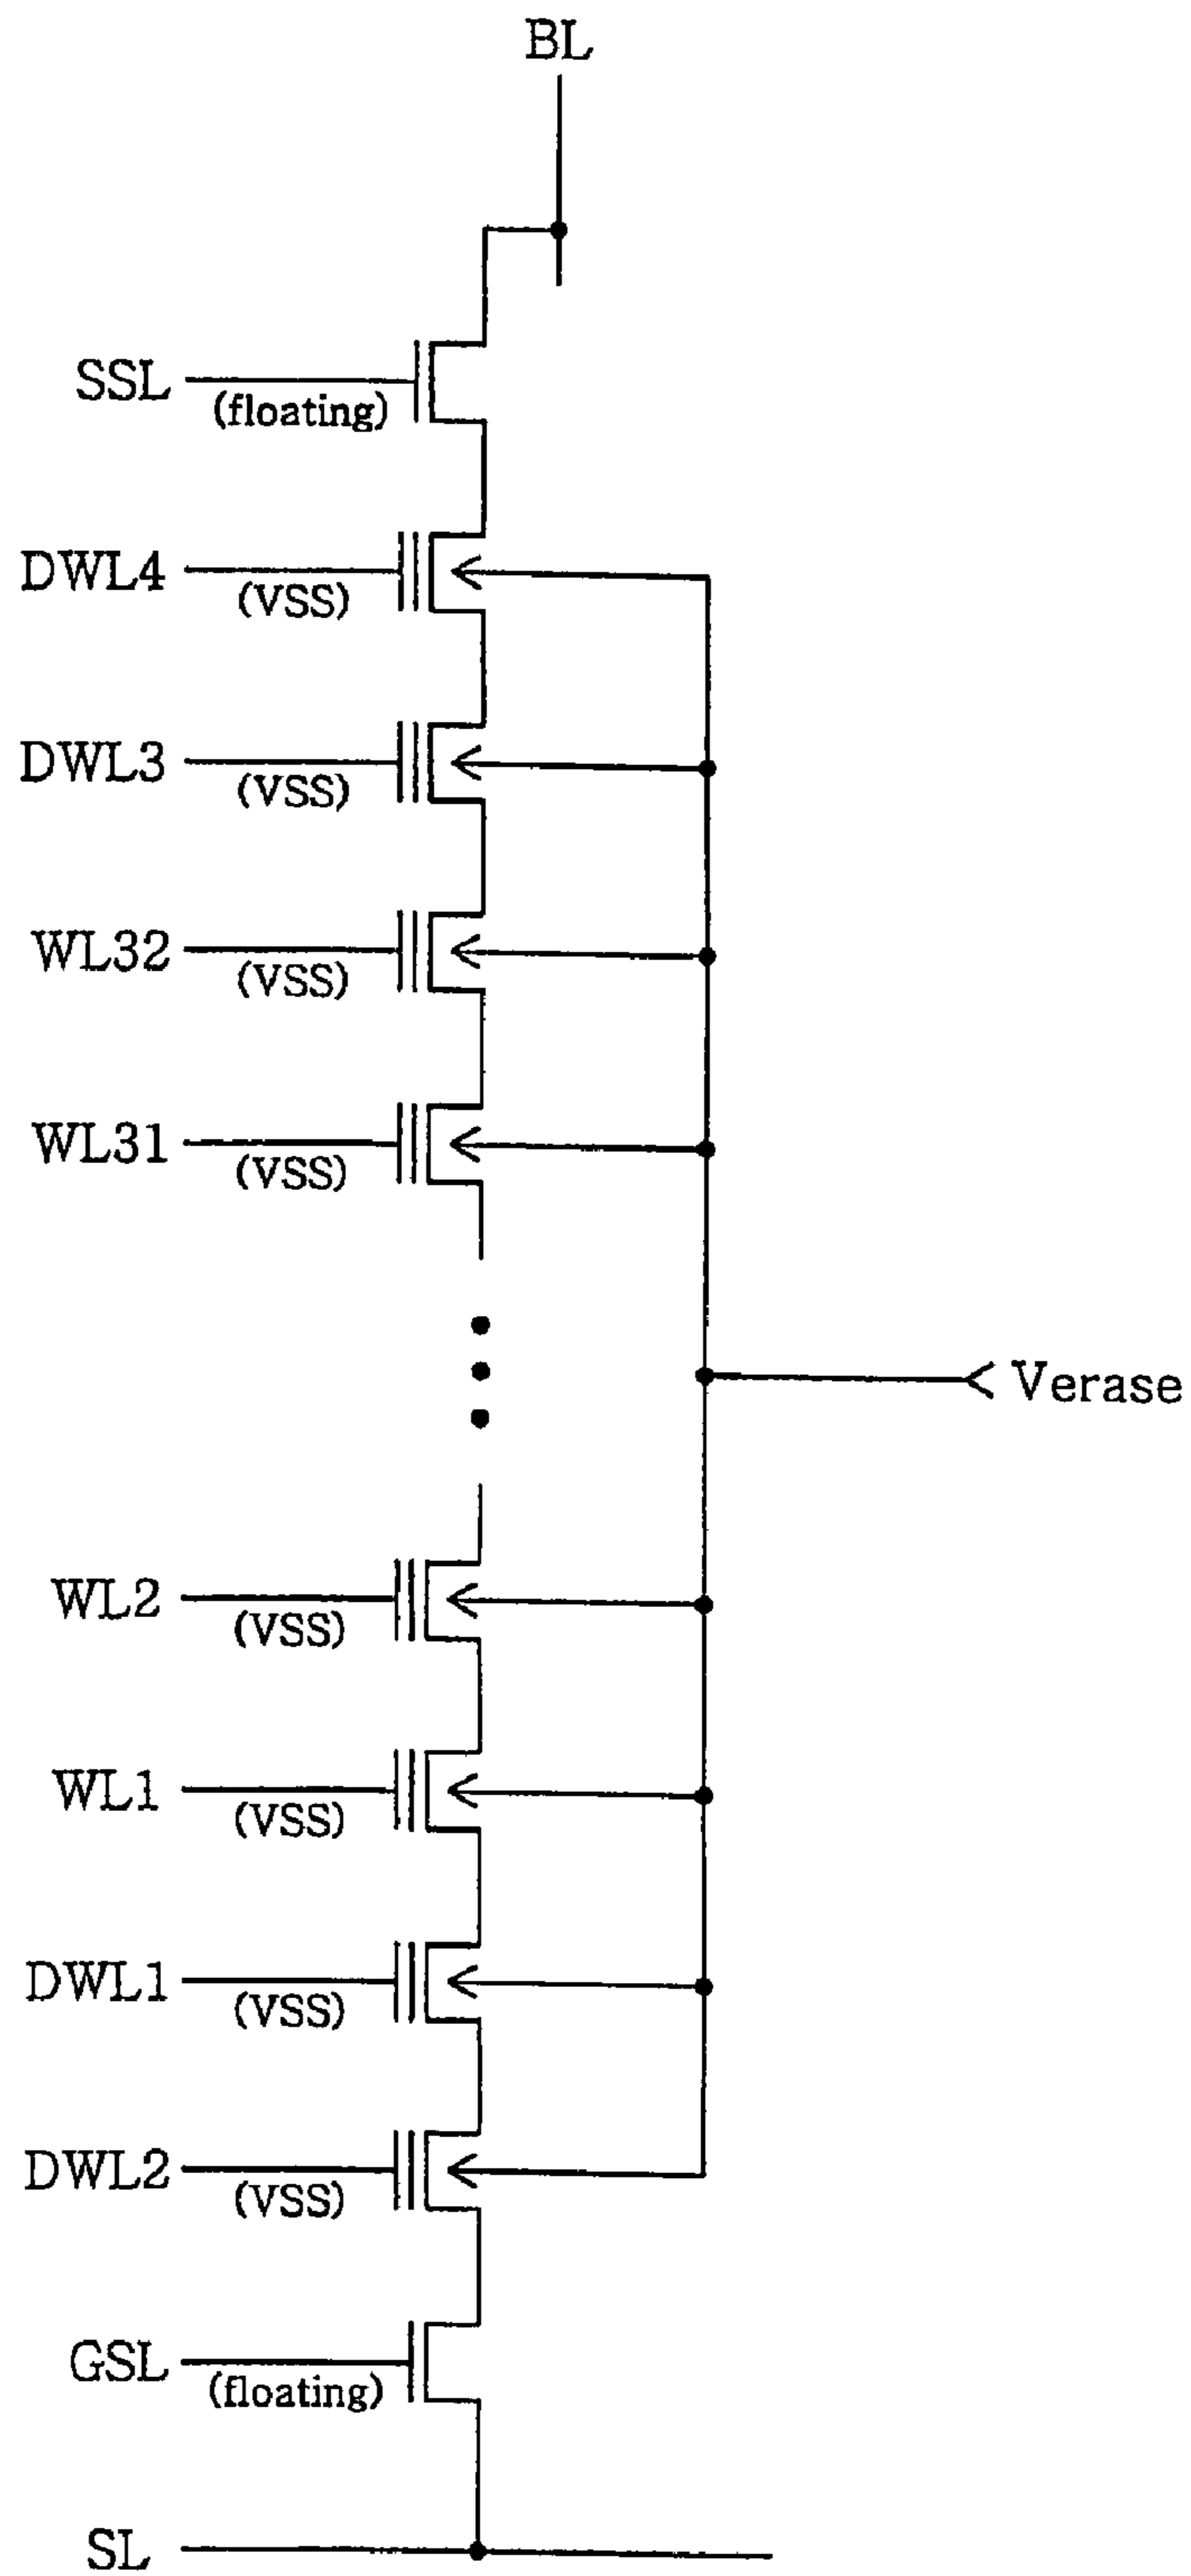 BL
SSL
(floating)
DWL4
(VSS)
DWL3
(VSS)
WL32
(VSS)
WL31
(VSS)
Verase
WL2
(VSS)
WL1
(VSS)
DWL1
(VSS)
DWL2
(VSS)
GSL
(floating)
SL